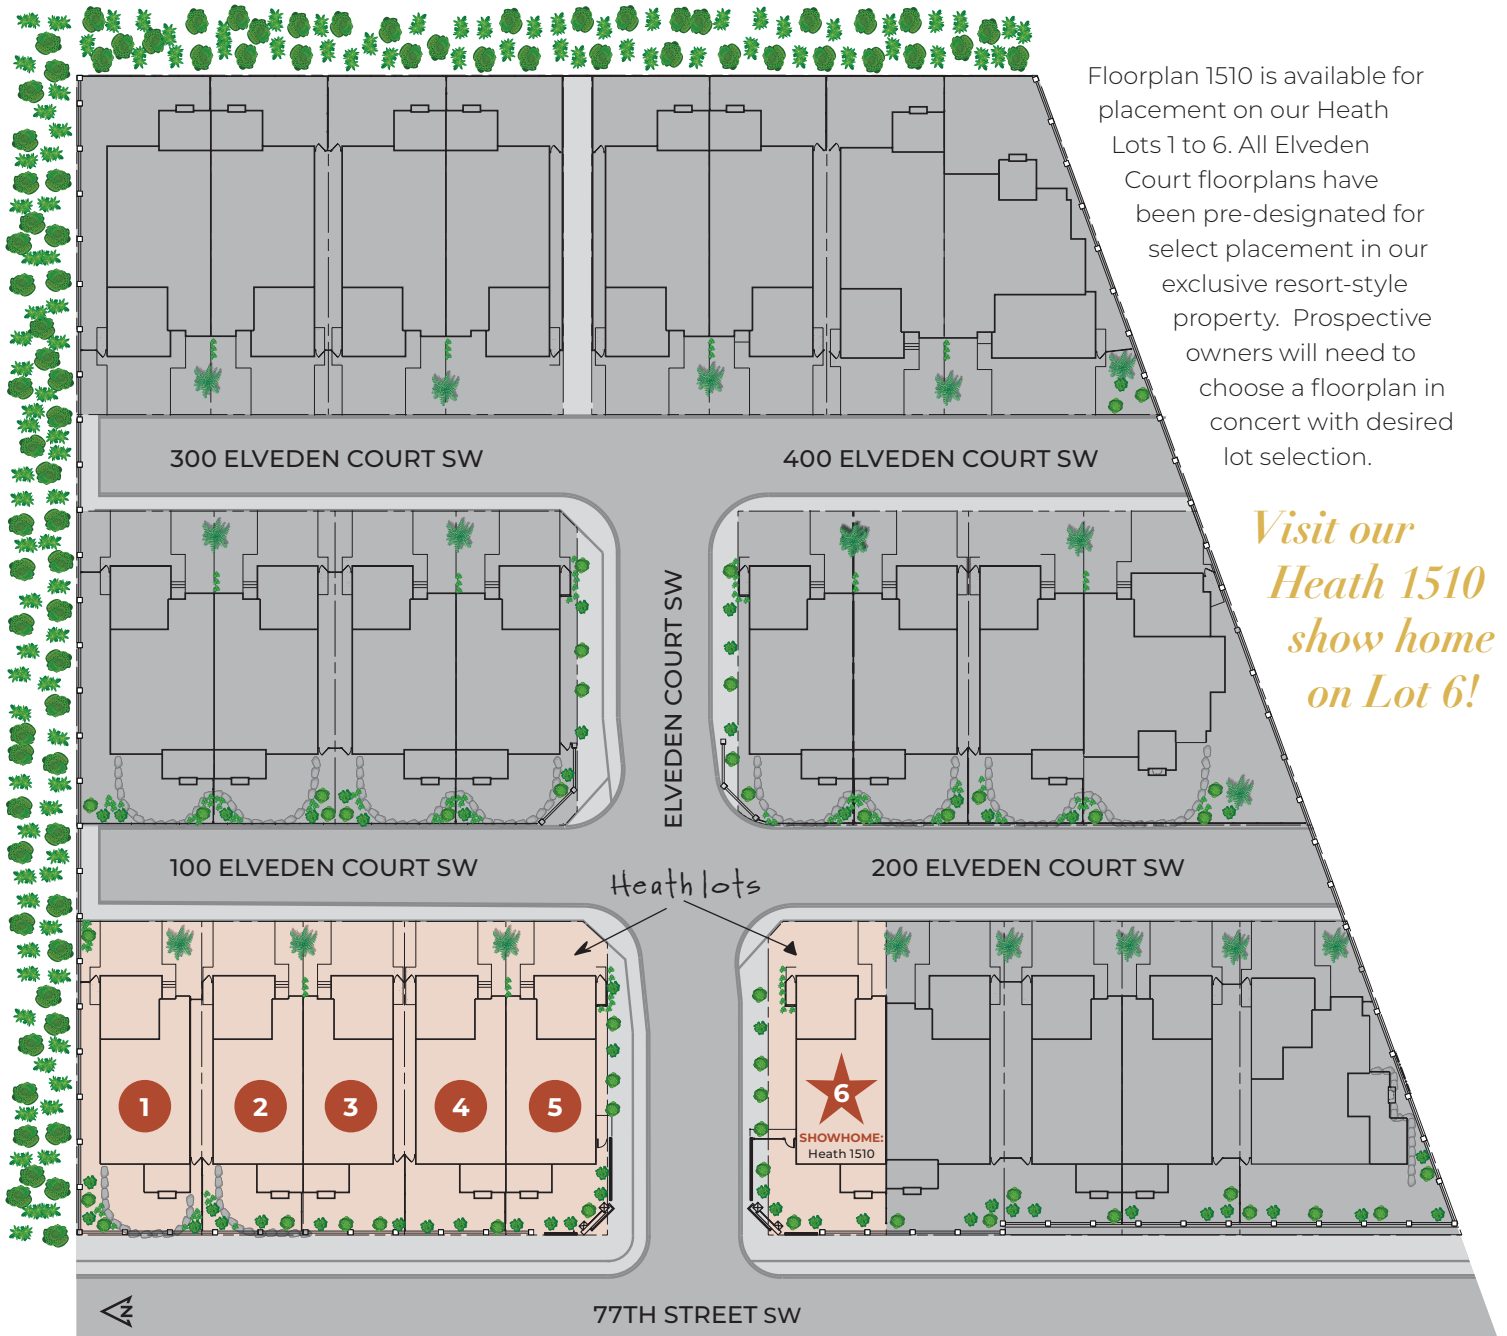 Floorplan 1510 is available for
placement on our Heath
Lots 1 to 6. All Elveden
Court floorplans have
been pre-designated for
select placement in our
exclusive resort-style
property.  Prospective
owners will need to
choose a floorplan in
concert with desired
lot selection.
Visit our
Heath 1510
show home
on Lot 6!
300 ELVEDEN COURT SW
400 ELVEDEN COURT SW
ELVEDEN COURT SW
100 ELVEDEN COURT SW
200 ELVEDEN COURT SW
Heath lots
1
2
3
4
5
6
SHOWHOME:
Heath 1510
77TH STREET SW
N